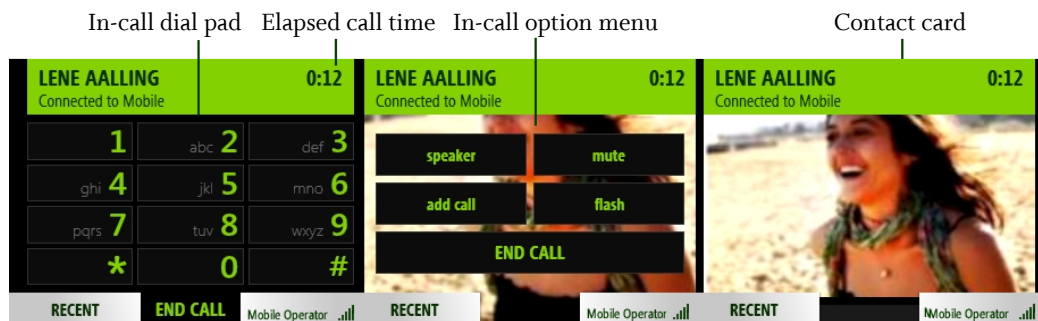 In-call dial pad Elapsed call time In-call option menu Contact card
LENE AALLING 0:12
Connected to Mobile
1 abc 2 def 3
ghi 4 jkl 5 mno 6
pqrs 7 tuv 8 wxyz 9
* 0 #
RECENT END CALL Mobile Operator
LENE AALLING 0:12
Connected to Mobile
speaker mute
add call flash
END CALL
RECENT Mobile Operator
LENE AALLING 0:12
Connected to Mobile
RECENT Mobile Operator